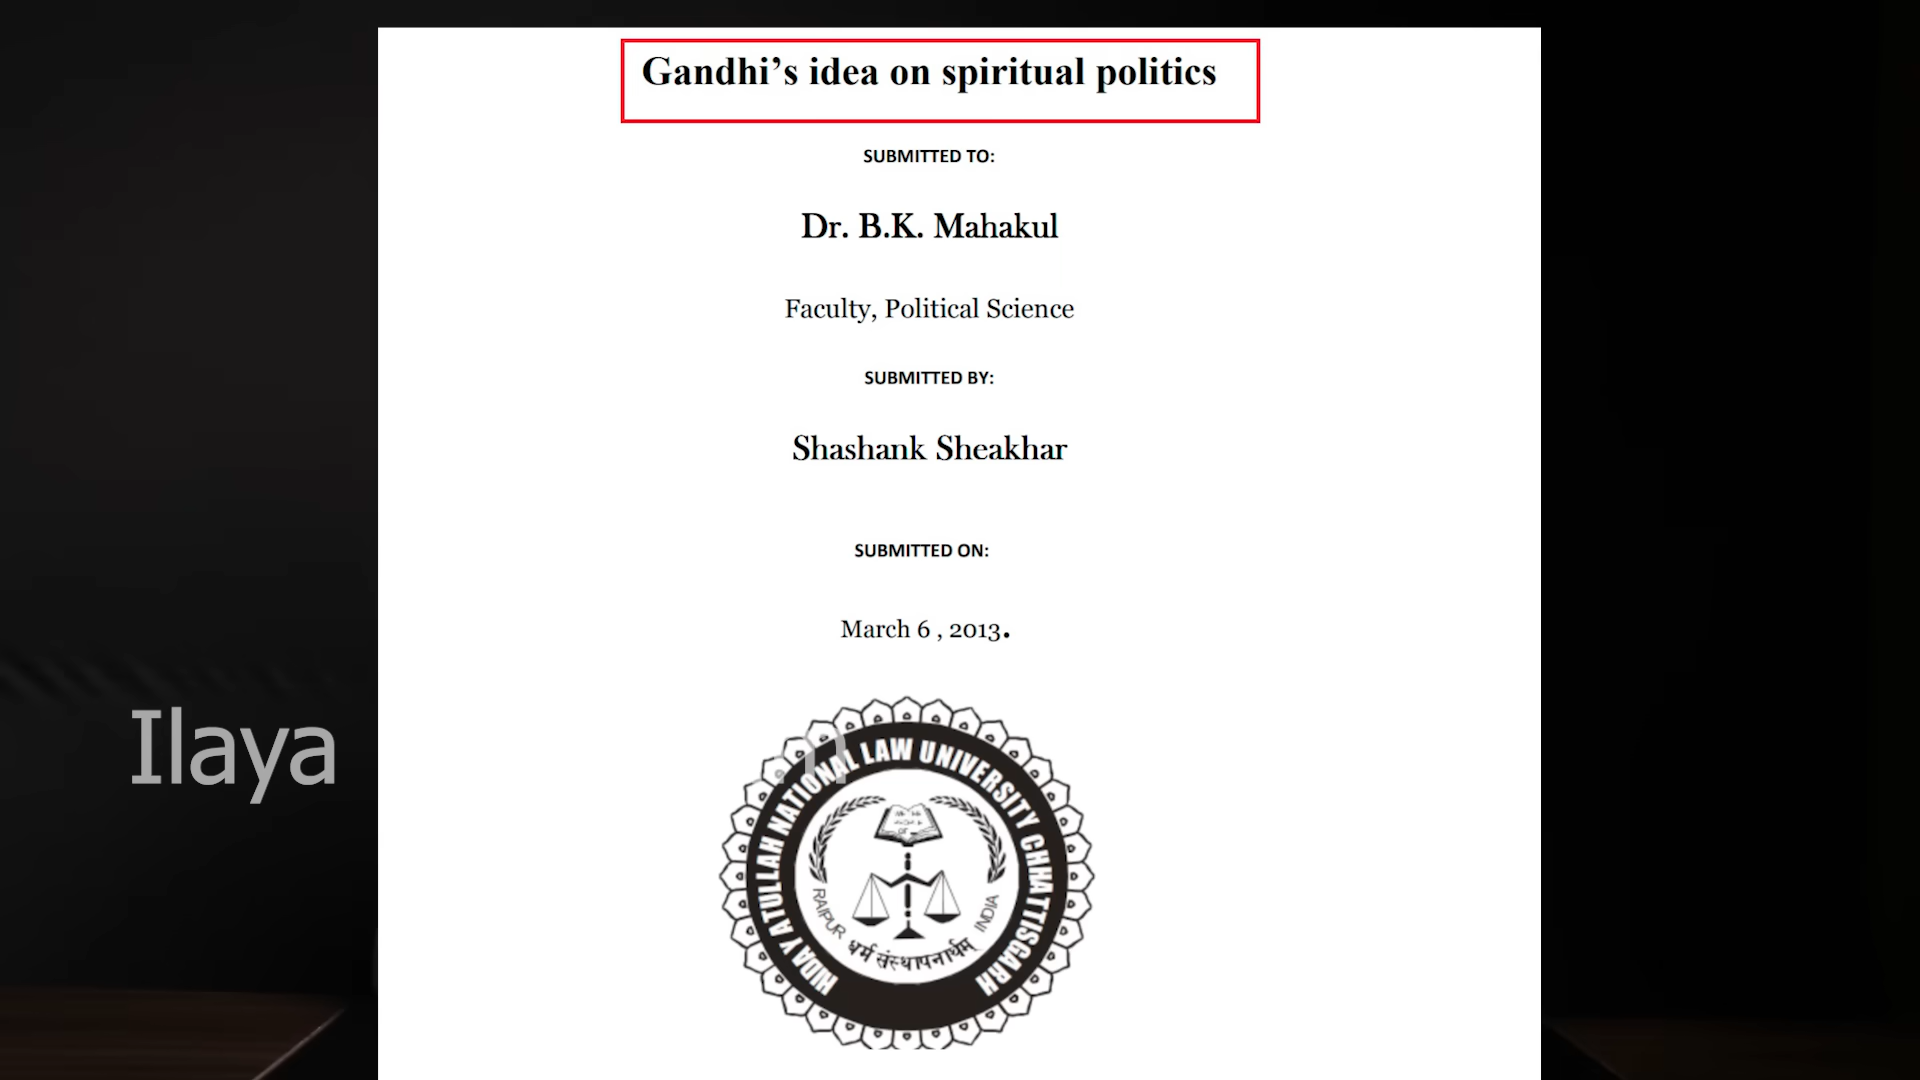 Gandhi’s idea on spiritual politics
SUBMITTED TO:
Dr. B.K. Mahakul
Faculty, Political Science
SUBMITTED BY:
Shashank Sheakhar
SUBMITTED ON:
March 6 , 2013.
Ilaya
HIDAYATULLAH NATIONAL LAW UNIVERSITY CHHATTISGARH
RAIPUR INDIA
धर्म संस्थापनार्थम्